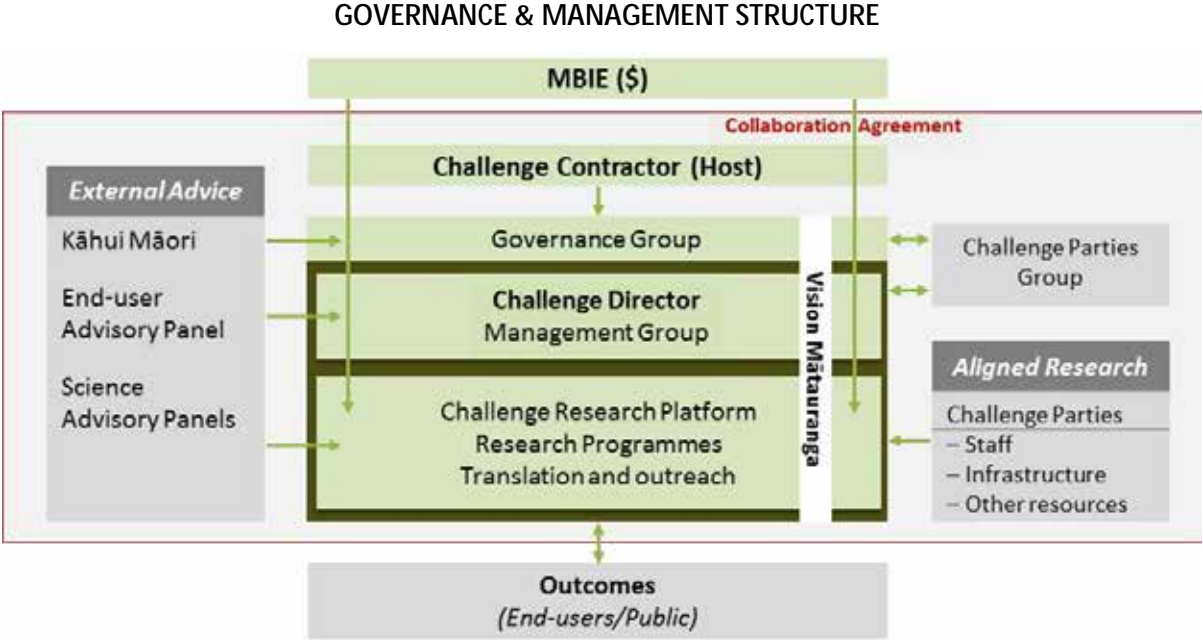 GOVERNANCE & MANAGEMENT STRUCTURE
MBIE ($)
Collaboration Agreement
Challenge Contractor (Host)
External Advice
Kāhui Māori
End-user
Advisory Panel
Science
Advisory Panels
Governance Group
Challenge Director
Management Group
Challenge Research Platform
Research Programmes
Translation and outreach
Vision Mātauranga
Challenge Parties
Group
Aligned Research
Challenge Parties
– Staff
– Infrastructure
– Other resources
Outcomes
(End-users/Public)